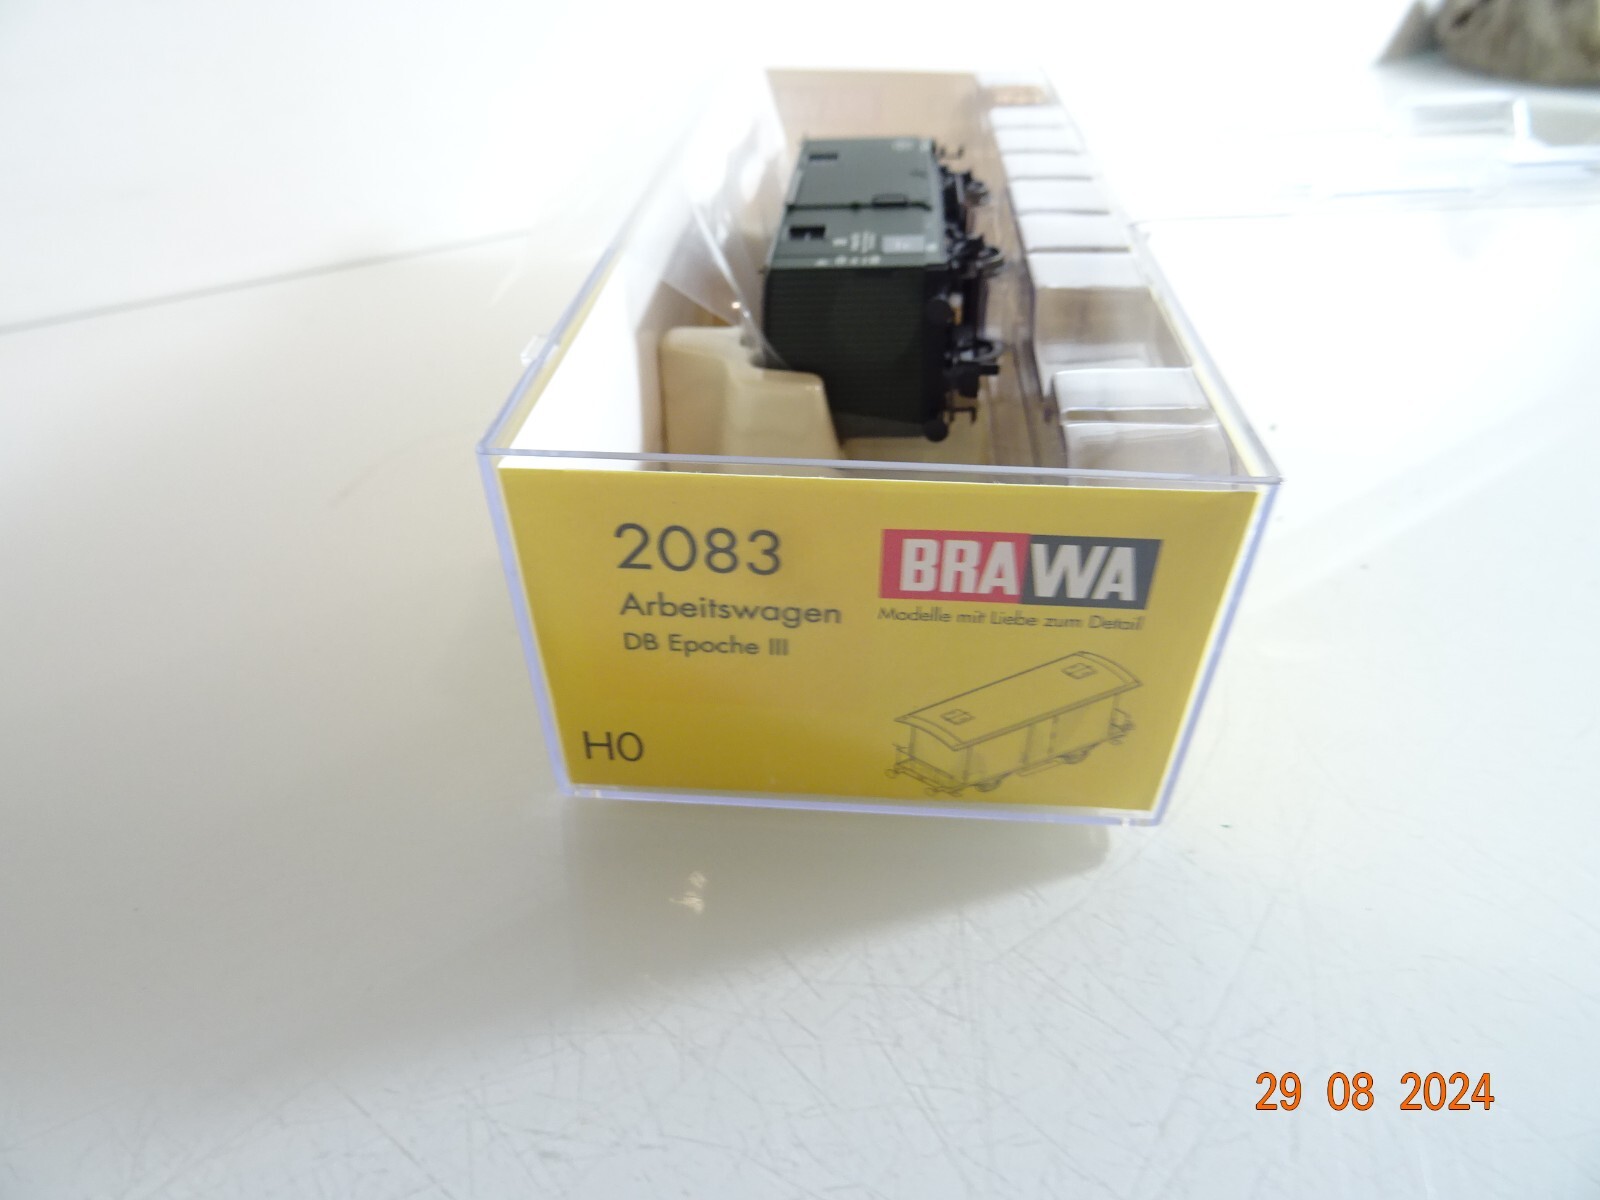 2083
Arbeitswagen
DB Epoche III
H0
BRAWA
Modelle mit Liebe zum Detail
29 08 2024